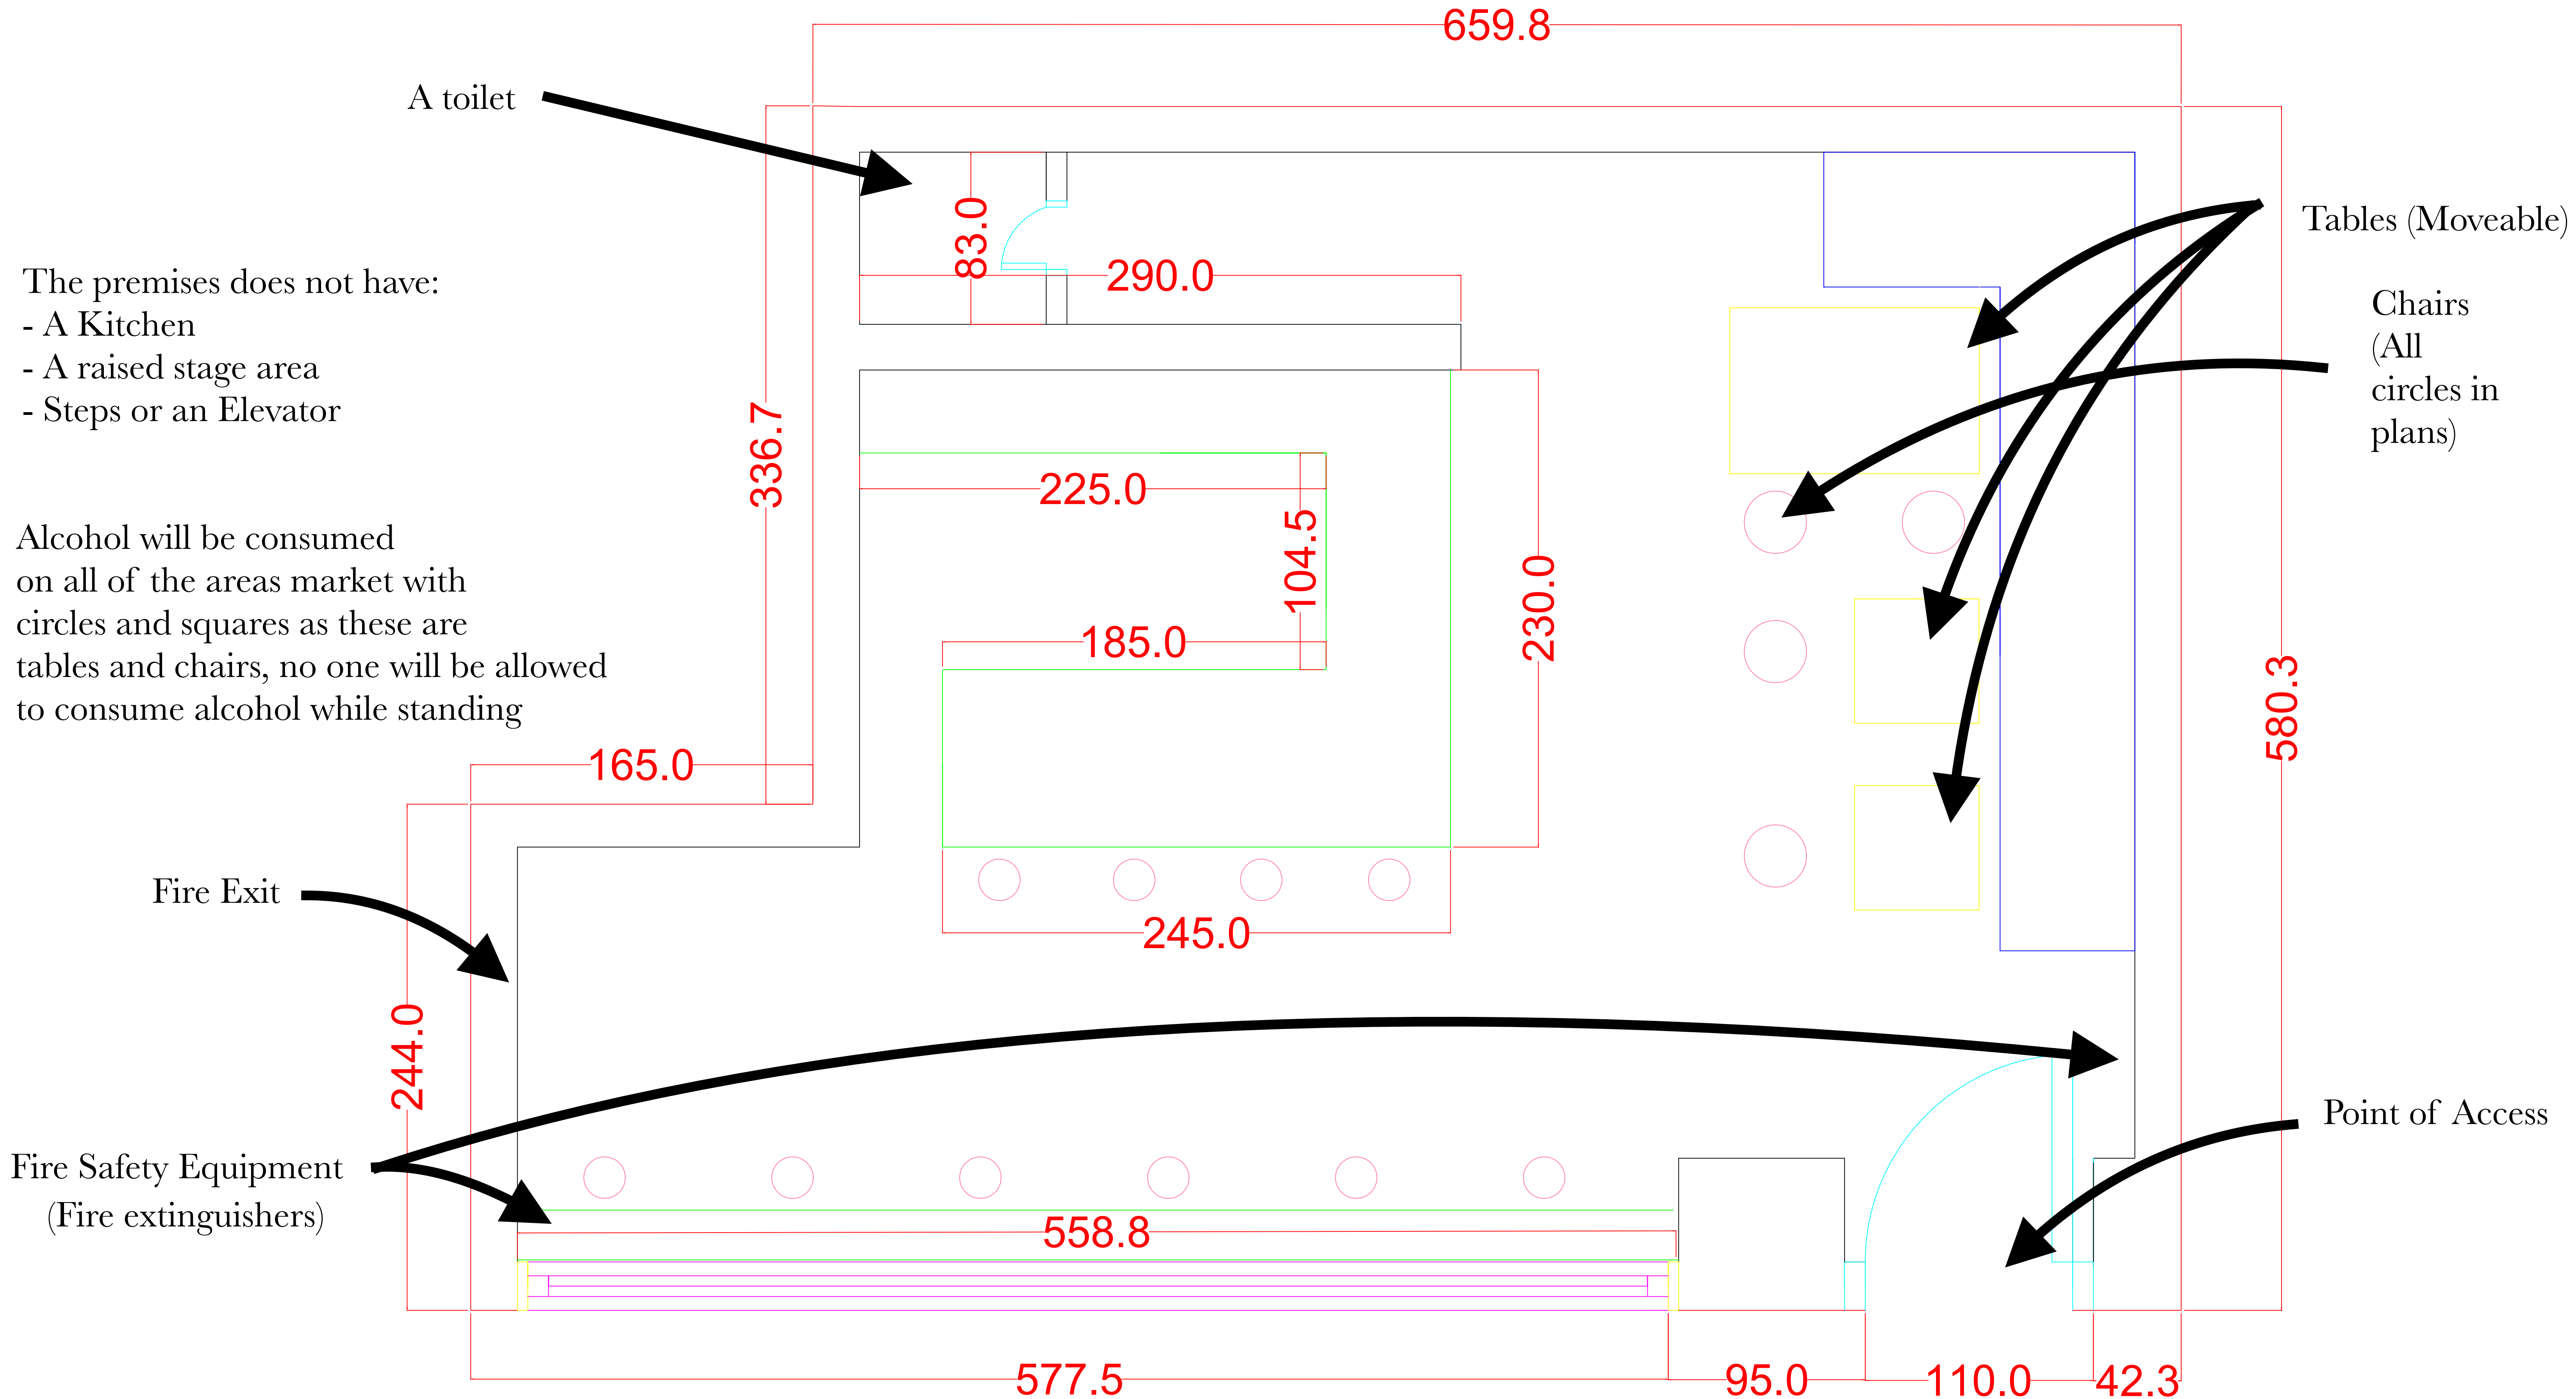 659.8
A toilet
83.0
290.0
Tables (Moveable)
The premises does not have:
- A Kitchen
- A raised stage area
- Steps or an Elevator
Chairs
(All
circles in
plans)
336.7
225.0
104.5
185.0
230.0
Alcohol will be consumed
on all of the areas market with
circles and squares as these are
tables and chairs, no one will be allowed
to consume alcohol while standing
580.3
165.0
Fire Exit
245.0
244.0
Point of Access
Fire Safety Equipment
(Fire extinguishers)
558.8
577.5
95.0
110.0
42.3